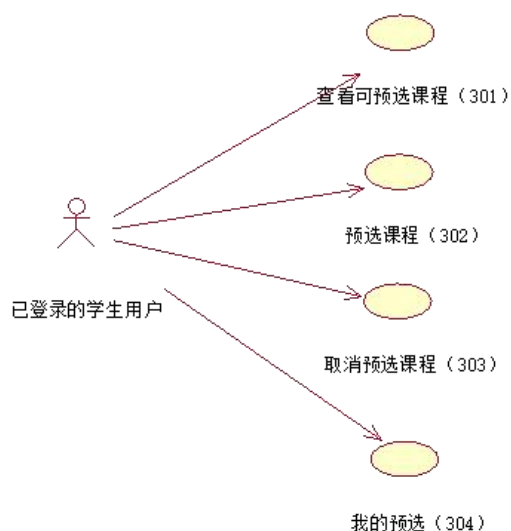 查看可预选课程（301）
预选课程（302）
已登录的学生用户
取消预选课程（303）
我的预选（304）